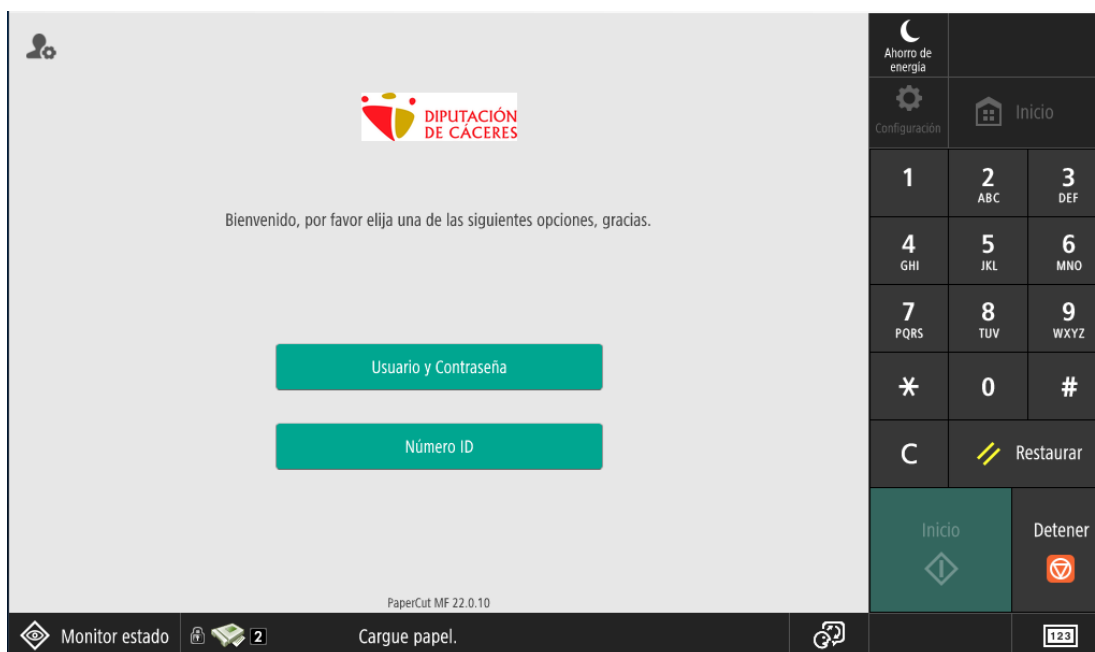 DIPUTACIÓN
DE CÁCERES
Bienvenido, por favor elija una de las siguientes opciones, gracias.
Usuario y Contraseña
Número ID
PaperCut MF 22.0.10
Ahorro de
energía
Configuración
Inicio
1
2
ABC
3
DEF
4
GHI
5
JKL
6
MNO
7
PQRS
8
TUV
9
WXYZ
*
0
#
C
Restaurar
Inicio
Detener
Monitor estado
2
Cargue papel.
123